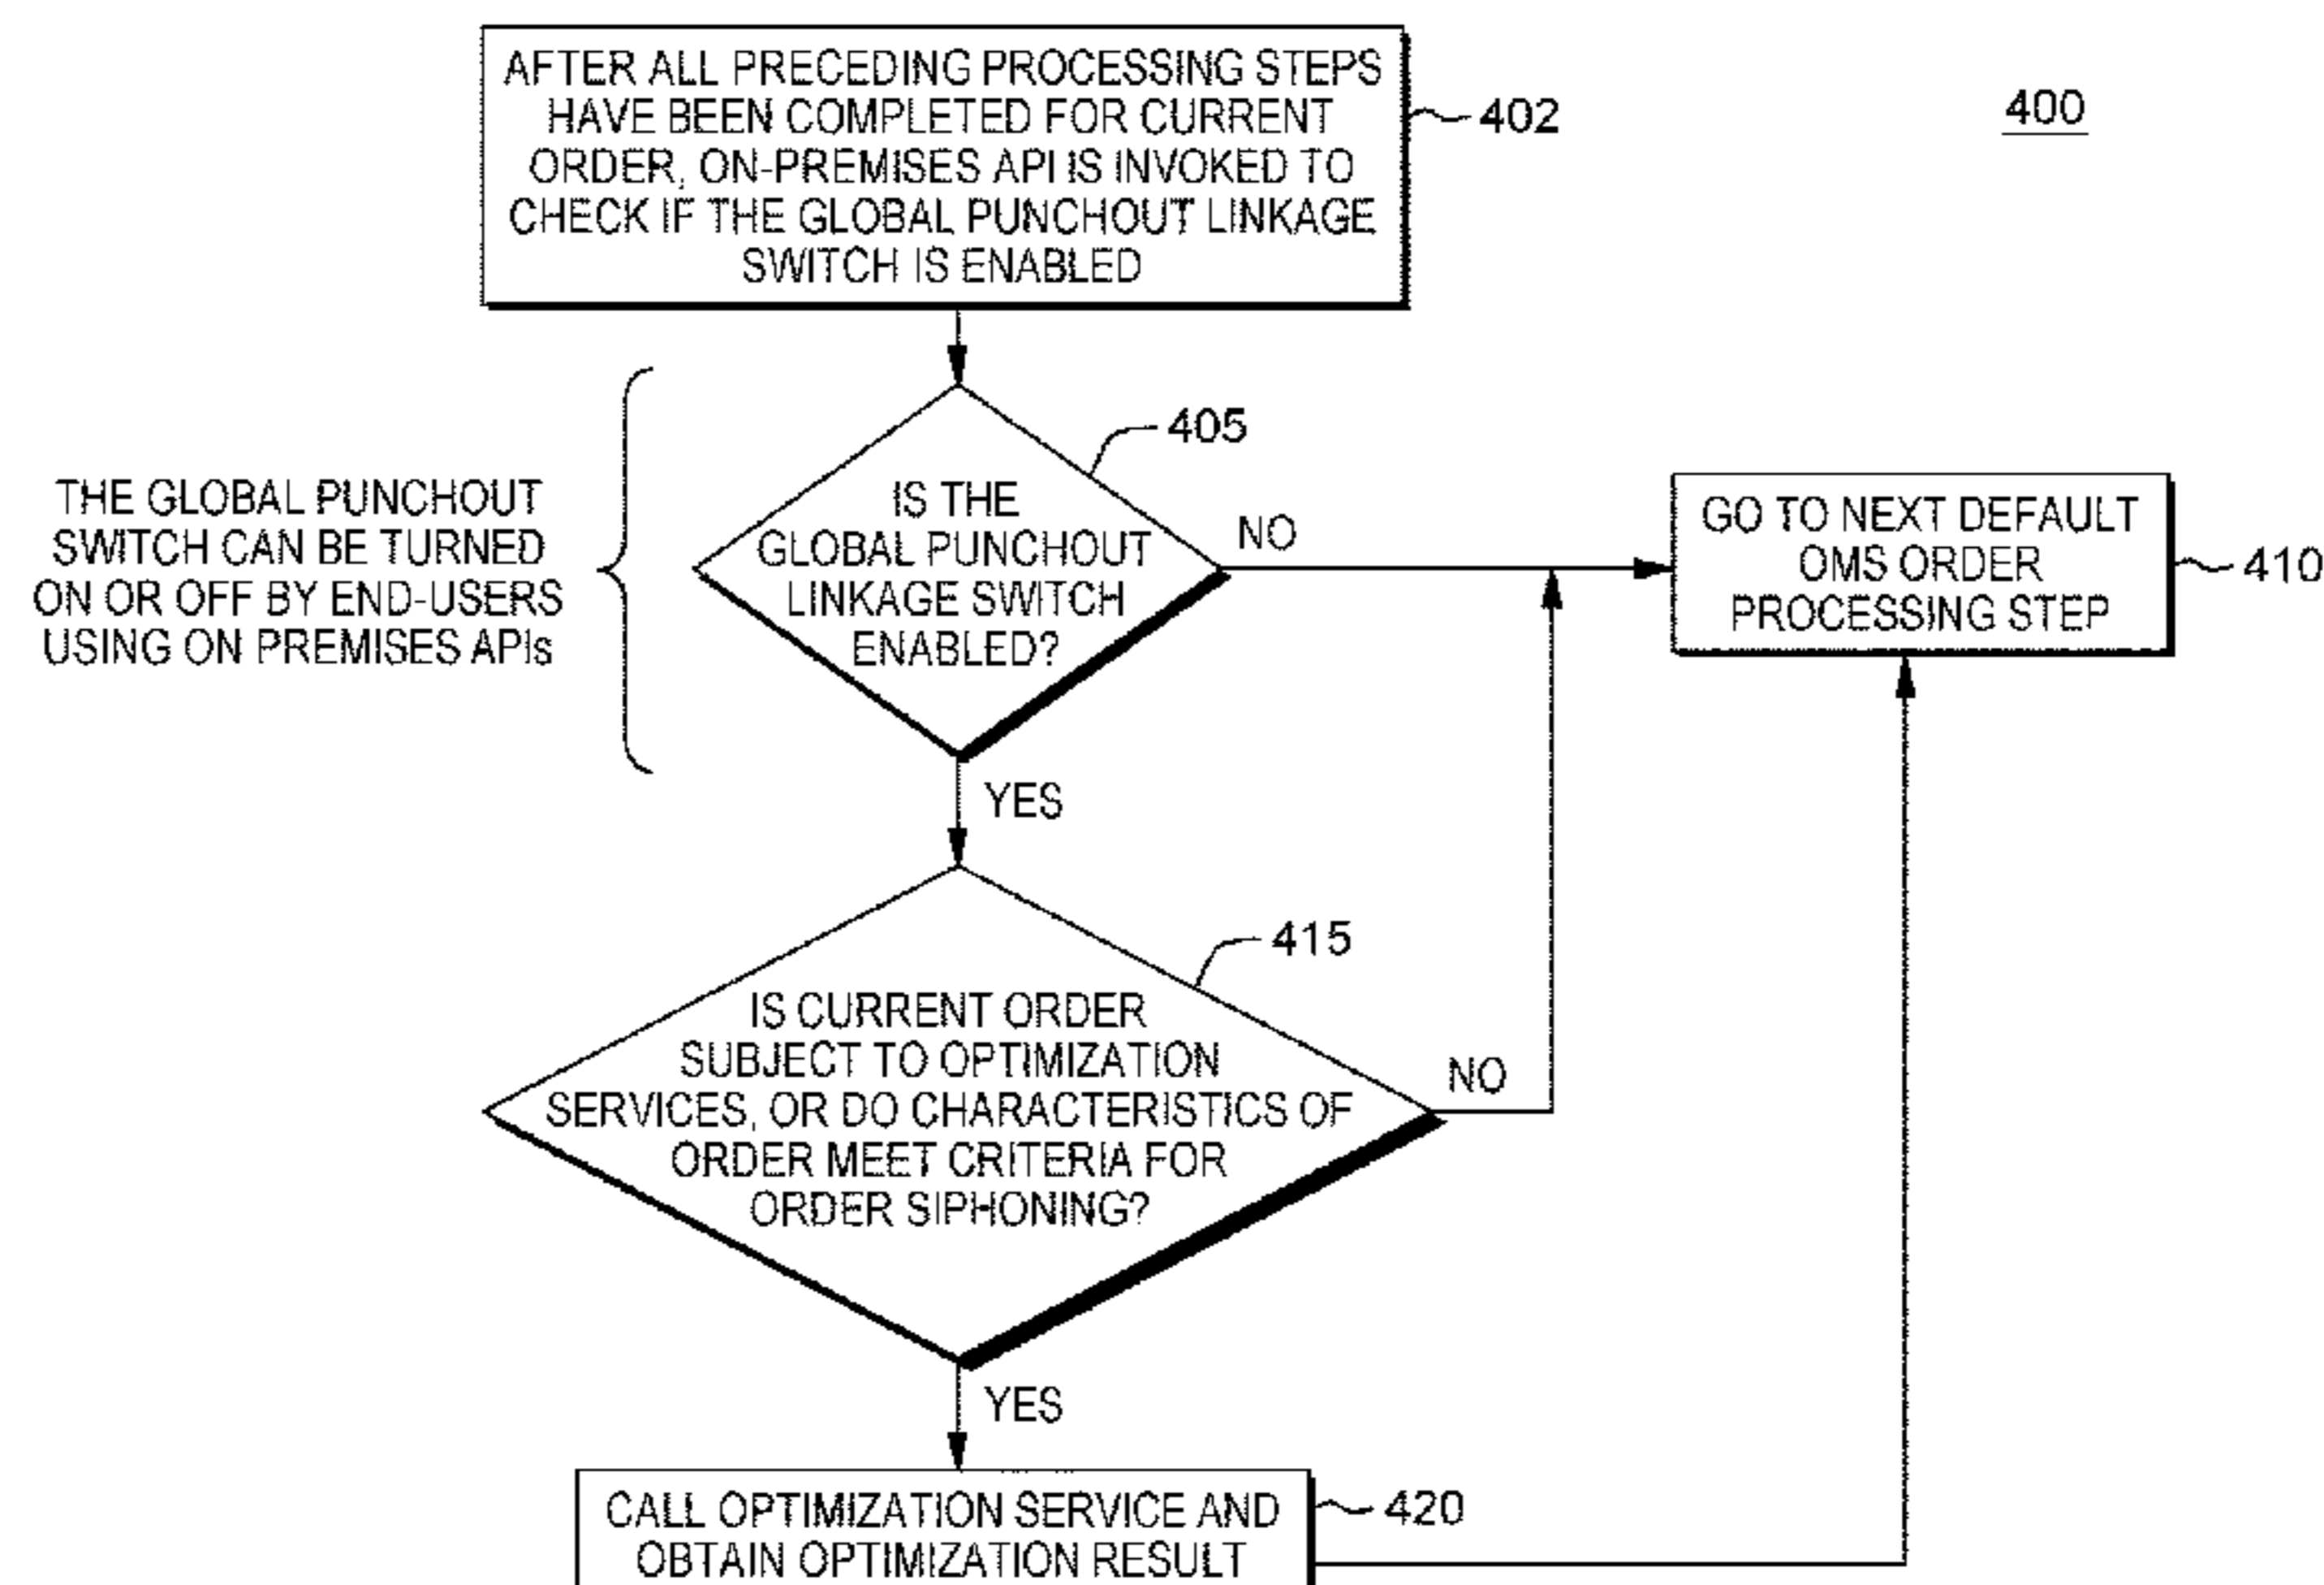 AFTER ALL PRECEDING PROCESSING STEPS
HAVE BEEN COMPLETED FOR CURRENT
ORDER, ON-PREMISES API IS INVOKED TO
CHECK IF THE GLOBAL PUNCHOUT LINKAGE
SWITCH IS ENABLED
402
400
THE GLOBAL PUNCHOUT
SWITCH CAN BE TURNED
ON OR OFF BY END-USERS
USING ON PREMISES APIs
405
IS THE
GLOBAL PUNCHOUT
LINKAGE SWITCH
ENABLED?
NO
GO TO NEXT DEFAULT
OMS ORDER
PROCESSING STEP
410
YES
415
IS CURRENT ORDER
SUBJECT TO OPTIMIZATION
SERVICES, OR DO CHARACTERISTICS OF
ORDER MEET CRITERIA FOR
ORDER SIPHONING?
NO
YES
CALL OPTIMIZATION SERVICE AND
OBTAIN OPTIMIZATION RESULT
420